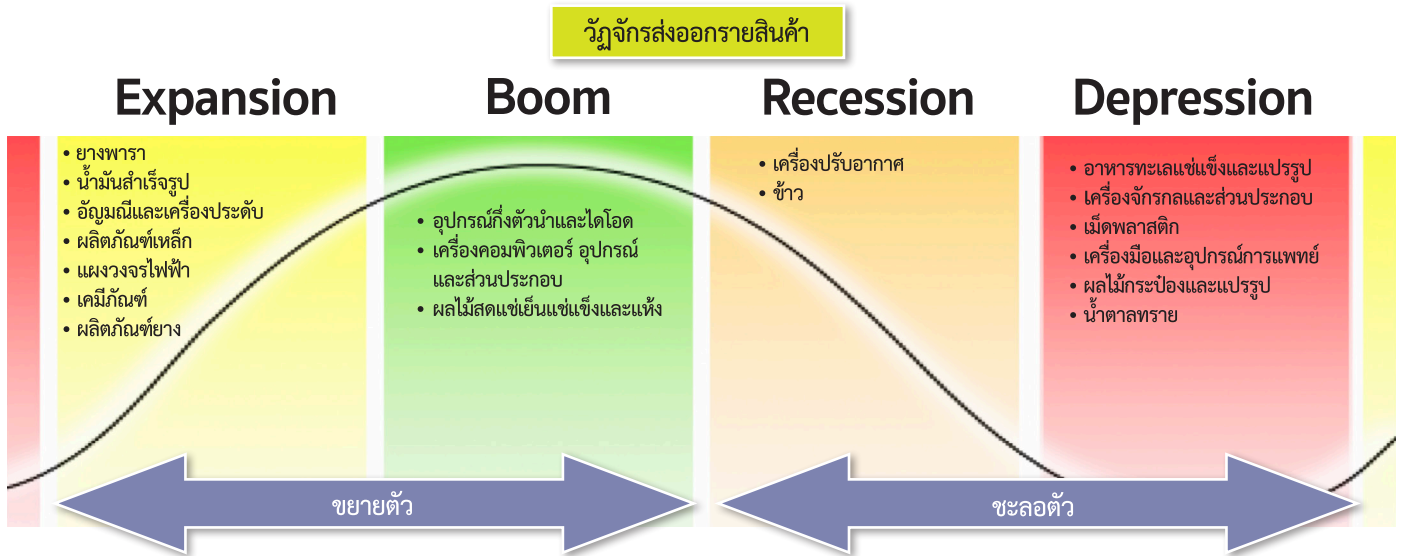 วัฏจักรส่งออกรายสินค้า
Expansion
• ยางพารา
• น้ำมันสำเร็จรูป
• อัญมณีและเครื่องประดับ
• ผลิตภัณฑ์เหล็ก
• แผงวงจรไฟฟ้า
• เคมีภัณฑ์
• ผลิตภัณฑ์ยาง
Boom
• อุปกรณ์กึ่งตัวนำและไดโอด
• เครื่องคอมพิวเตอร์ อุปกรณ์
และส่วนประกอบ
• ผลไม้สดแช่เย็นแช่แข็งและแห้ง
Recession
• เครื่องปรับอากาศ
• ข้าว
Depression
• อาหารทะเลแช่แข็งและแปรรูป
• เครื่องจักรกลและส่วนประกอบ
• เม็ดพลาสติก
• เครื่องมือและอุปกรณ์การแพทย์
• ผลไม้กระป๋องและแปรรูป
• น้ำตาลทราย
ขยายตัว
ชะลอตัว